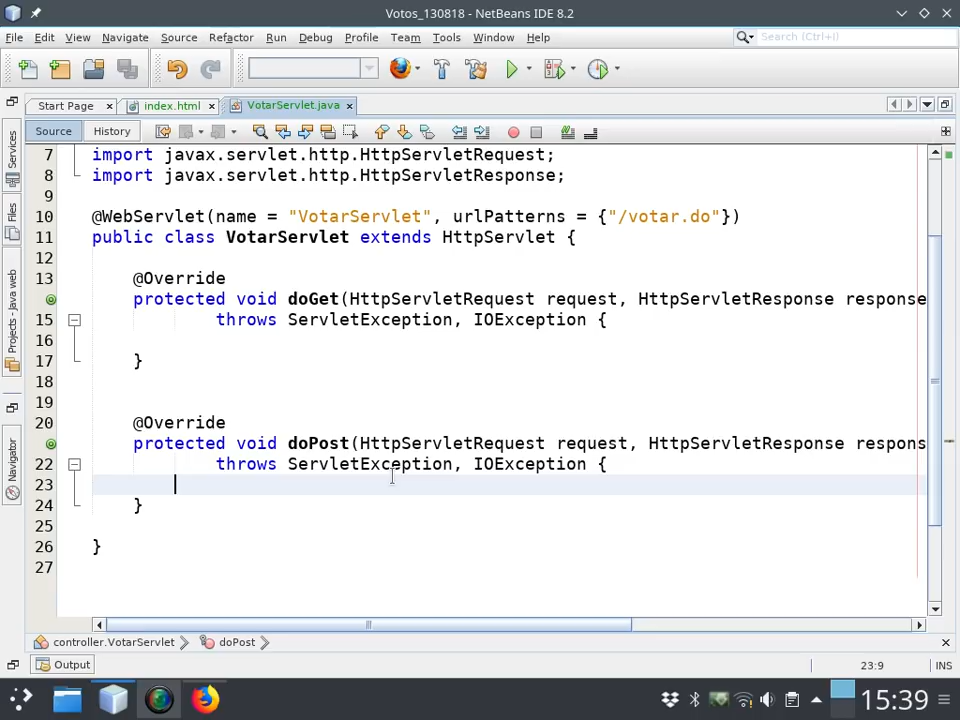 Votos_130818 - NetBeans IDE 8.2
File Edit View Navigate Source Refactor Run Debug Profile Team Tools Window Help
Search (Ctrl+I)
Start Page index.html VotarServlet.java
Source History
Services
Files
Projects - Java web
Navigator
7 import javax.servlet.http.HttpServletRequest;
8 import javax.servlet.http.HttpServletResponse;
9
10 @WebServlet(name = "VotarServlet", urlPatterns = {"/votar.do"})
11 public class VotarServlet extends HttpServlet {
12
13 @Override
protected void doGet(HttpServletRequest request, HttpServletResponse response
15 throws ServletException, IOException {
16
17 }
18
19
20 @Override
protected void doPost(HttpServletRequest request, HttpServletResponse respons
22 throws ServletException, IOException {
23
24 }
25
26 }
27
controller.VotarServlet doPost
Output
23:9 INS
15:39